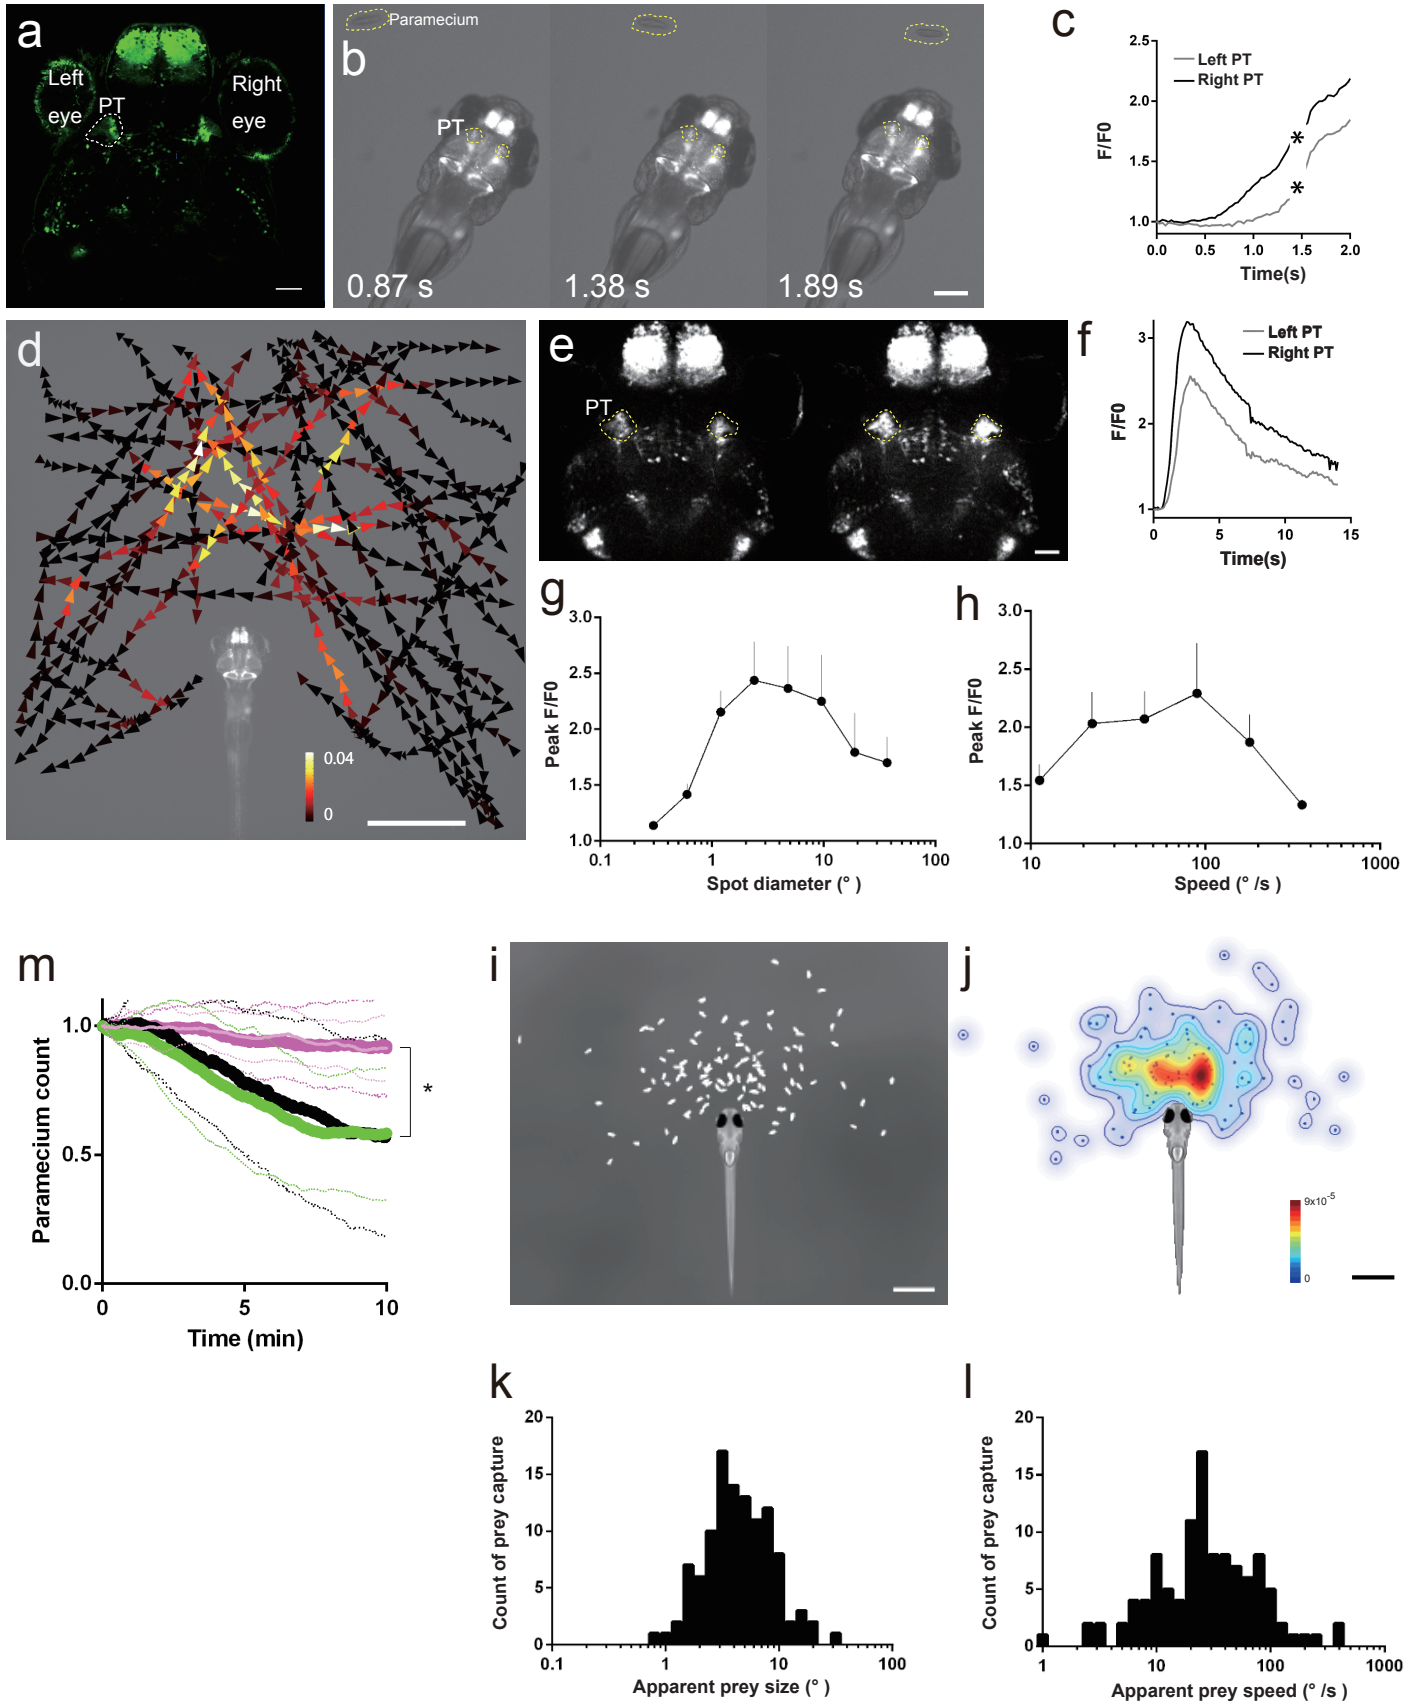 a
Left
eye
PT
Right
eye
b
Paramecium
PT
0.87 s
1.38 s
1.89 s
c
2.5
2.0
1.5
1.0
F/F0
Left PT
Right PT
*
*
0.0 0.5 1.0 1.5 2.0
Time(s)
d
0.04
0
e
PT
f
3
2
1
F/F0
Left PT
Right PT
0 5 10 15
Time(s)
g
3.0
2.5
2.0
1.5
1.0
Peak F/F0
0.1 1 10 100
Spot diameter (° )
h
3.0
2.5
2.0
1.5
1.0
Peak F/F0
10 100 1000
Speed (° /s )
m
1.0
0.5
0.0
Paramecium count
*
0 5 10
Time (min)
i
j
9x10-5
0
k
20
15
10
5
0
Count of prey capture
0.1 1 10 100
Apparent prey size (° )
l
20
15
10
5
0
Count of prey capture
1 10 100 1000
Apparent prey speed (° /s )